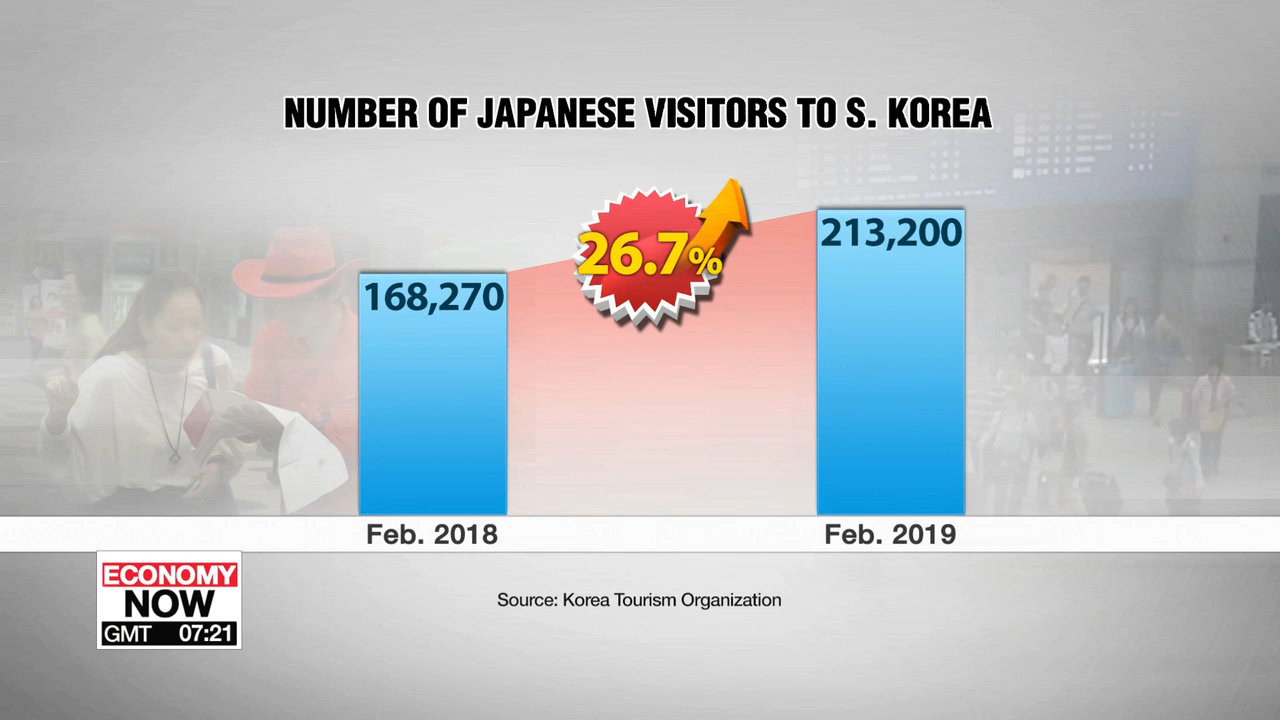 NUMBER OF JAPANESE VISITORS TO S. KOREA
26.7%
168,270
213,200
Feb. 2018
Feb. 2019
ECONOMY
NOW
GMT 07:21
Source: Korea Tourism Organization